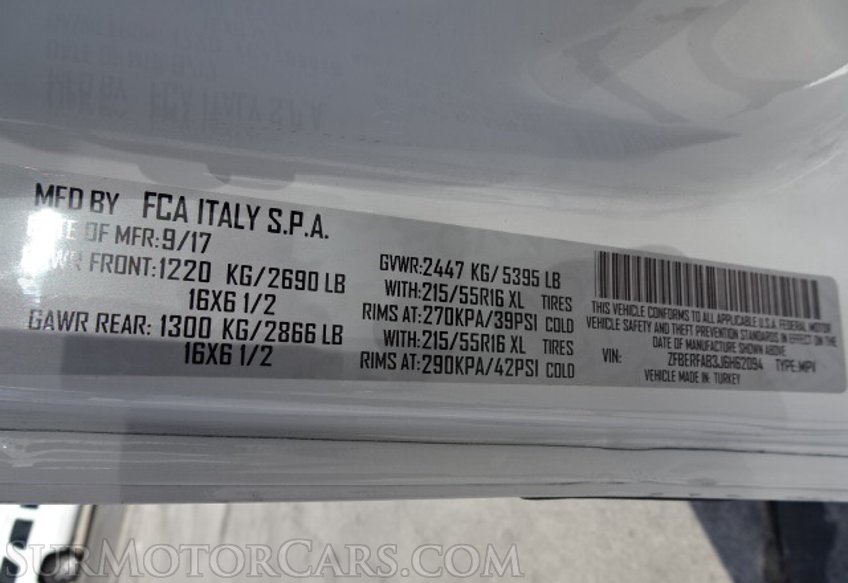 MFD BY FCA ITALY S.P.A.
DATE OF MFR:9/17
GAWR FRONT:1220 KG/2690 LB
16X6 1/2
GAWR REAR: 1300 KG/2866 LB
16X6 1/2
GVWR:2447 KG/5395 LB
WITH:215/55R16 XL TIRES
RIMS AT:270KPA/39PSI COLD
WITH:215/55R16 XL TIRES
RIMS AT:290KPA/42PSI COLD
THIS VEHICLE CONFORMS TO ALL APPLICABLE U.S.A. FEDERAL MOTOR
VEHICLE SAFETY AND THEFT PREVENTION STANDARDS IN EFFECT ON THE
DATE OF MANUFACTURE SHOWN ABOVE
VIN: ZFBERFAB3J6H62094 TYPE:MPV
VEHICLE MADE IN: TURKEY
SURMOTORCARS.COM